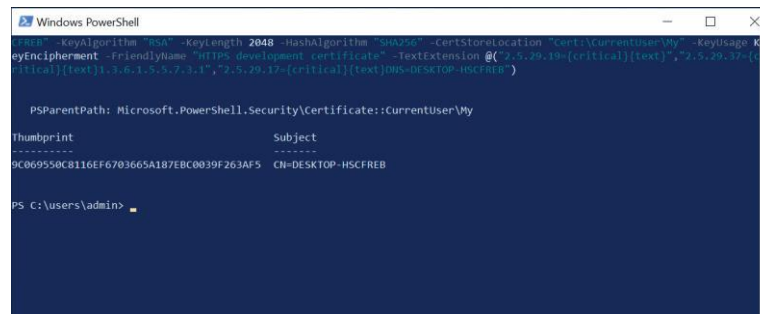 Windows PowerShell
CFREB" -KeyAlgorithm "RSA" -KeyLength 2048 -HashAlgorithm "SHA256" -CertStoreLocation "Cert:\CurrentUser\My" -KeyUsage K
eyEncipherment -FriendlyName "HTTPS development certificate" -TextExtension @("2.5.29.19={critical}{text}","2.5.29.37={c
ritical}{text}1.3.6.1.5.5.7.3.1","2.5.29.17={critical}{text}DNS=DESKTOP-HSCFREB")
PSParentPath: Microsoft.PowerShell.Security\Certificate::CurrentUser\My
Thumbprint Subject
---------- -------
9C069550C8116EF6703665A187EBC0039F263AF5 CN=DESKTOP-HSCFREB
PS C:\users\admin>